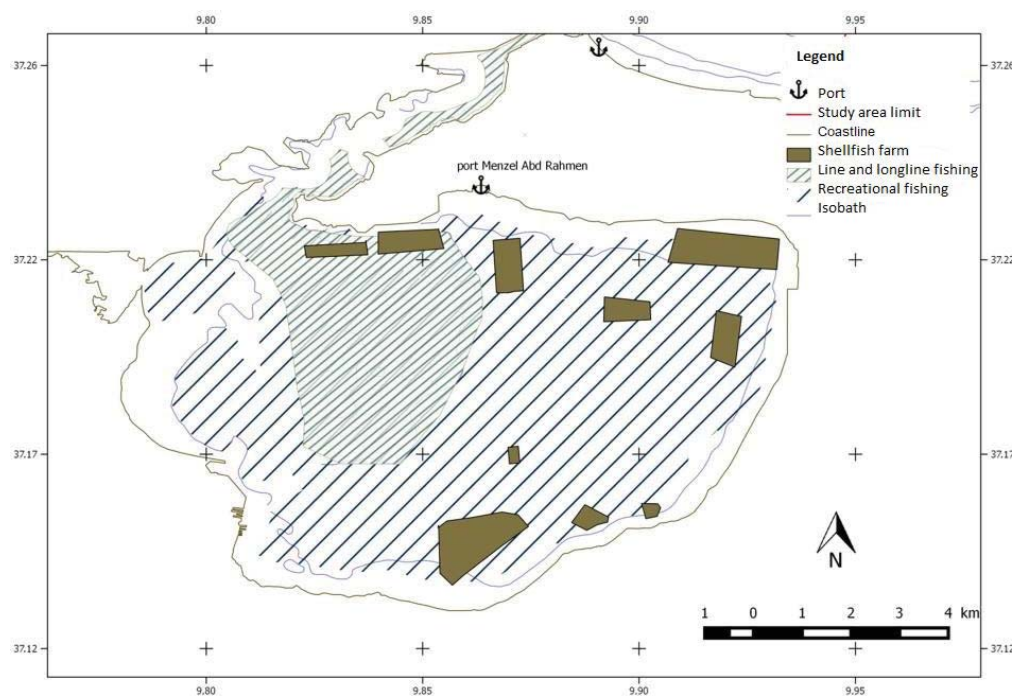 9.80 9.85 9.90 9.95
37.26 37.26
Legend
Port
Study area limit
Coastline
Shellfish farm
Line and longline fishing
Recreational fishing
Isobath
port Menzel Abd Rahmen
37.22 37.22
37.17 37.17
N
1 0 1 2 3 4 km
37.12 37.12
9.80 9.85 9.90 9.95